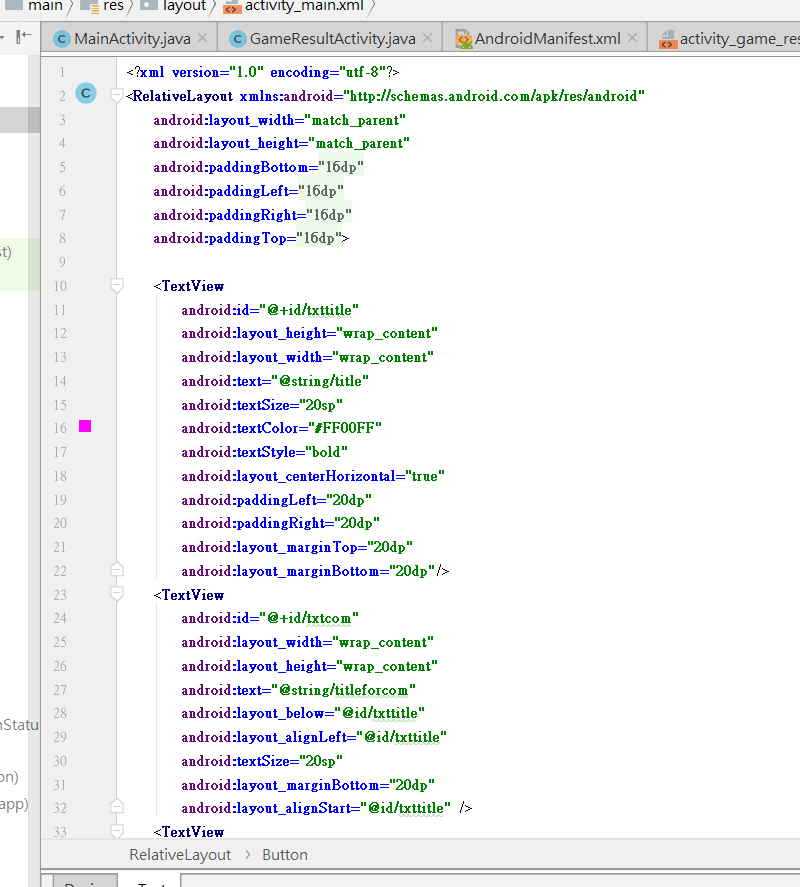 main res layout activity_main.xml
MainActivity.java GameResultActivity.java AndroidManifest.xml activity_game_res
1 <?xml version="1.0" encoding="utf-8"?>
2 C <RelativeLayout xmlns:android="http://schemas.android.com/apk/res/android"
3 android:layout_width="match_parent"
4 android:layout_height="match_parent"
5 android:paddingBottom="16dp"
6 android:paddingLeft="16dp"
7 android:paddingRight="16dp"
8 android:paddingTop="16dp">
9
10 <TextView
11 android:id="@+id/txttitle"
12 android:layout_height="wrap_content"
13 android:layout_width="wrap_content"
14 android:text="@string/title"
15 android:textSize="20sp"
16 android:textColor="#FF00FF"
17 android:textStyle="bold"
18 android:layout_centerHorizontal="true"
19 android:paddingLeft="20dp"
20 android:paddingRight="20dp"
21 android:layout_marginTop="20dp"
22 android:layout_marginBottom="20dp"/>
23 <TextView
24 android:id="@+id/txtcom"
25 android:layout_width="wrap_content"
26 android:layout_height="wrap_content"
27 android:text="@string/titleforcom"
28 android:layout_below="@id/txttitle"
29 android:layout_alignLeft="@id/txttitle"
30 android:textSize="20sp"
31 android:layout_marginBottom="20dp"
32 android:layout_alignStart="@id/txttitle" />
33 <TextView
st)
nStatu
on)
app)
RelativeLayout Button